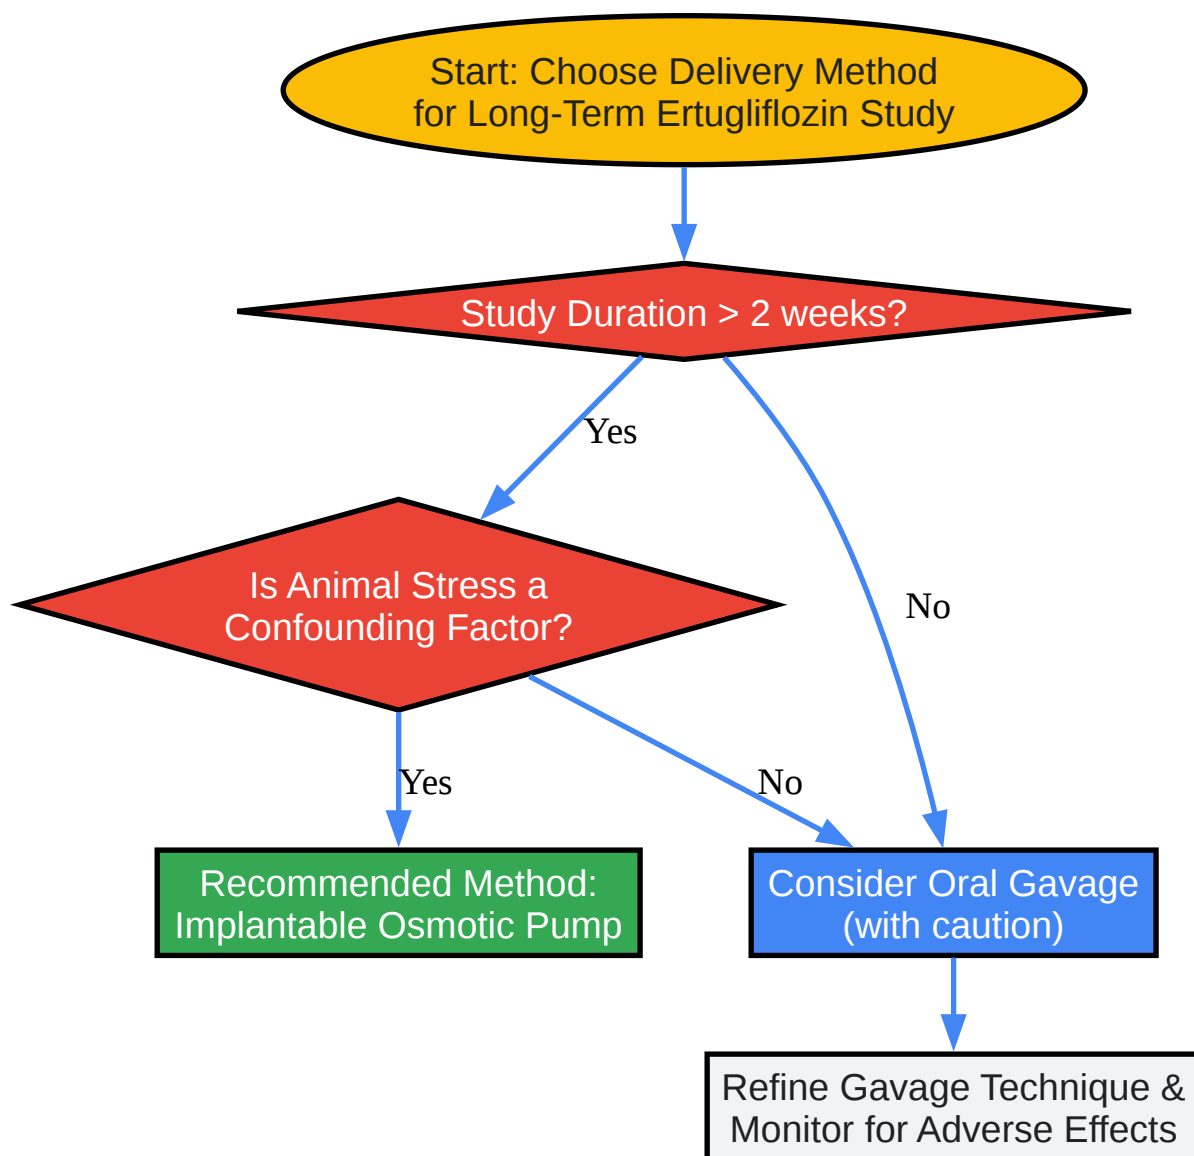 Start: Choose Delivery Method
for Long-Term Ertugliflozin Study
Study Duration > 2 weeks?
Yes
No
Is Animal Stress a
Confounding Factor?
Yes
No
Recommended Method:
Implantable Osmotic Pump
Consider Oral Gavage
(with caution)
Refine Gavage Technique &
Monitor for Adverse Effects